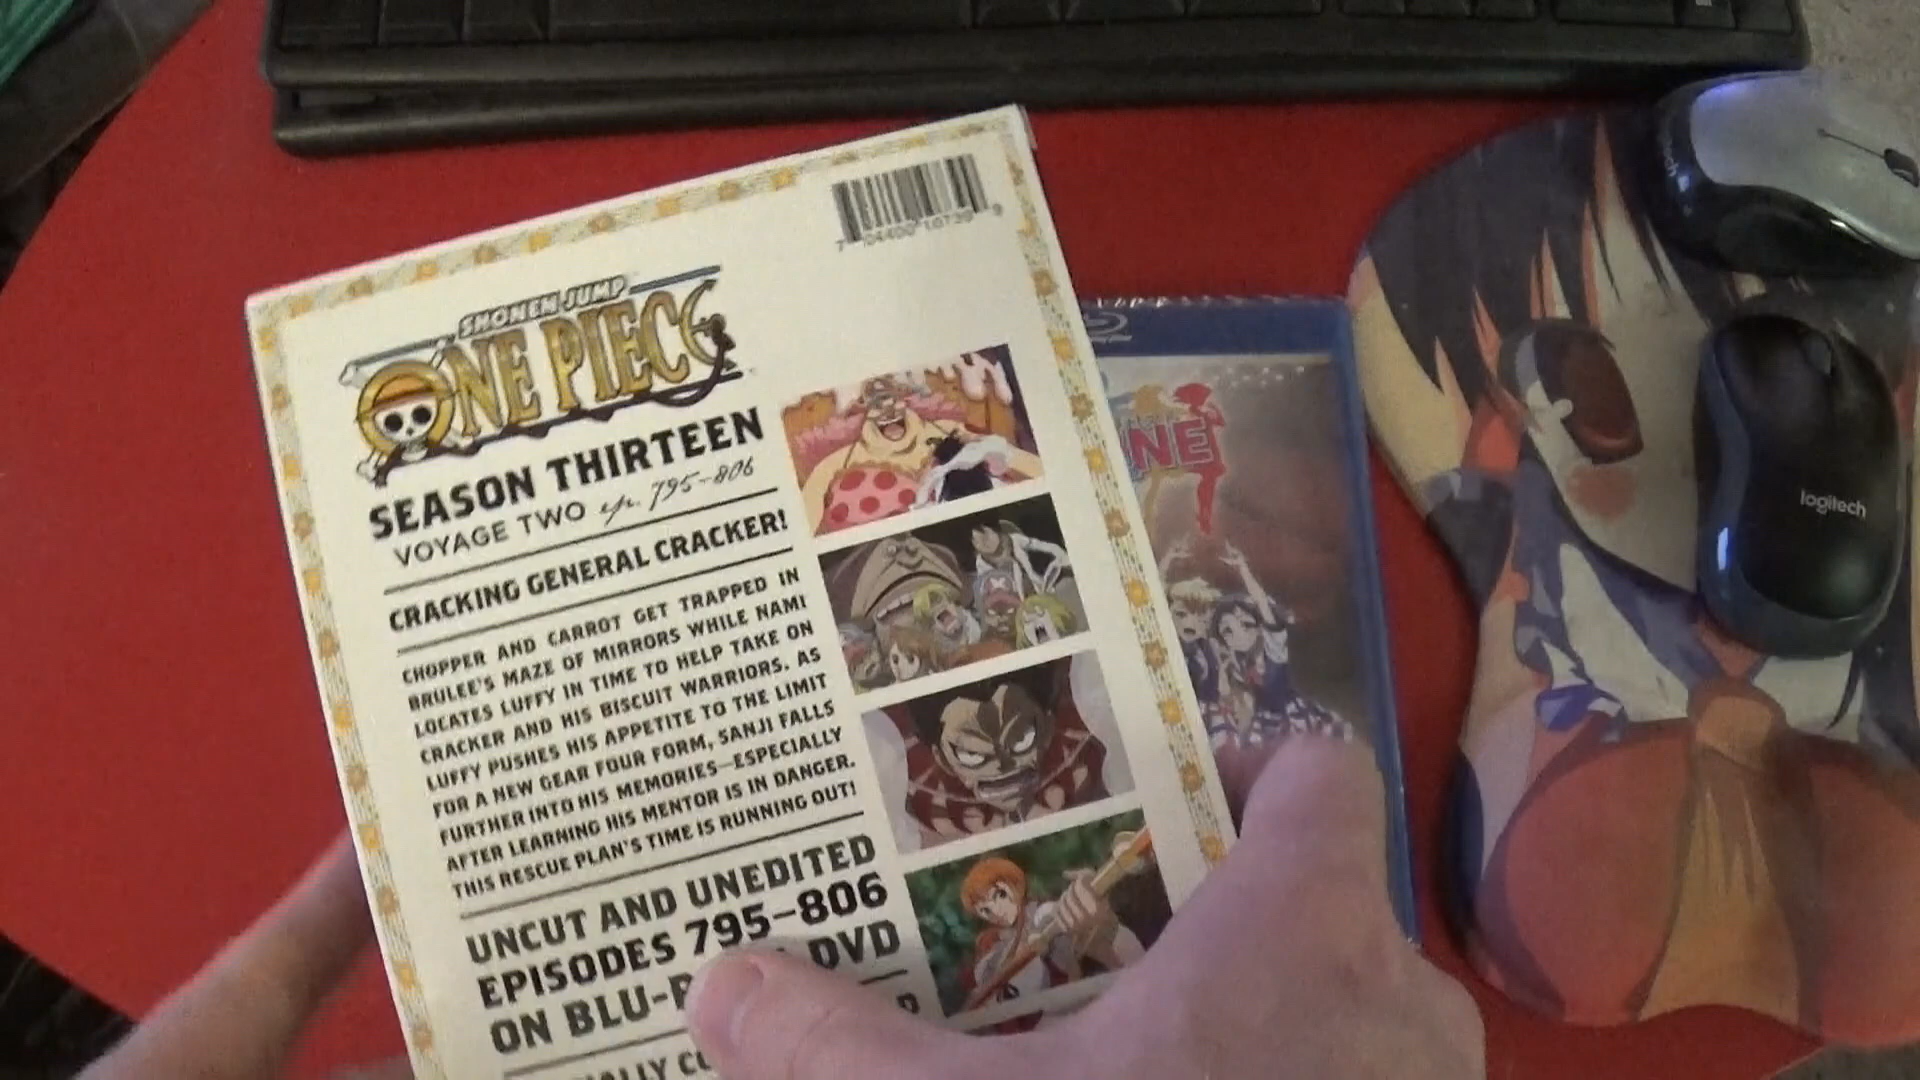 SHONEN JUMP
ONE PIECE
SEASON THIRTEEN
VOYAGE TWO ep. 795-806
CRACKING GENERAL CRACKER!
CHOPPER AND CARROT GET TRAPPED IN
BRULEE'S MAZE OF MIRRORS WHILE NAMI
LOCATES LUFFY IN TIME TO HELP TAKE ON
CRACKER AND HIS BISCUIT WARRIORS. AS
LUFFY PUSHES HIS APPETITE TO THE LIMIT
FOR A NEW GEAR FOUR FORM, SANJI FALLS
FURTHER INTO HIS MEMORIES—ESPECIALLY
AFTER LEARNING HIS MENTOR IS IN DANGER.
THIS RESCUE PLAN'S TIME IS RUNNING OUT!
UNCUT AND UNEDITED
EPISODES 795–806
ON BLU-R DVD
logitech